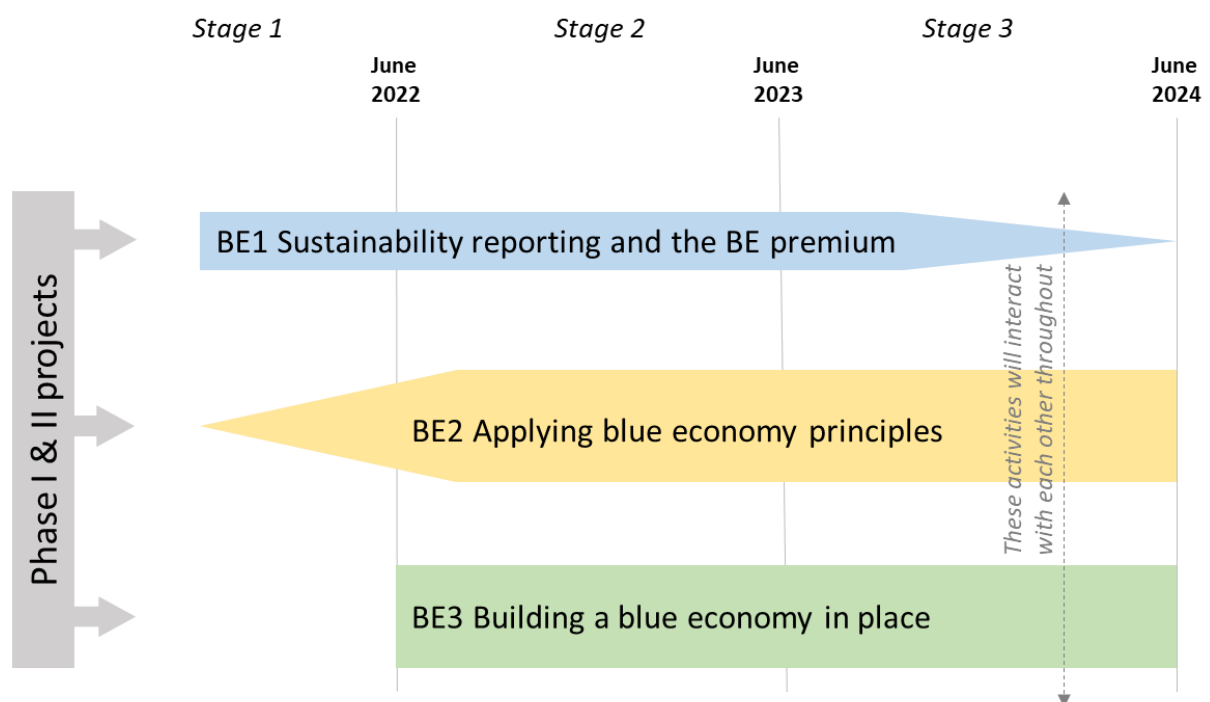 Stage 1
Stage 2
Stage 3
June
2022
June
2023
June
2024
Phase I & II projects
BE1 Sustainability reporting and the BE premium
BE2 Applying blue economy principles
BE3 Building a blue economy in place
These activities will interact
with each other throughout